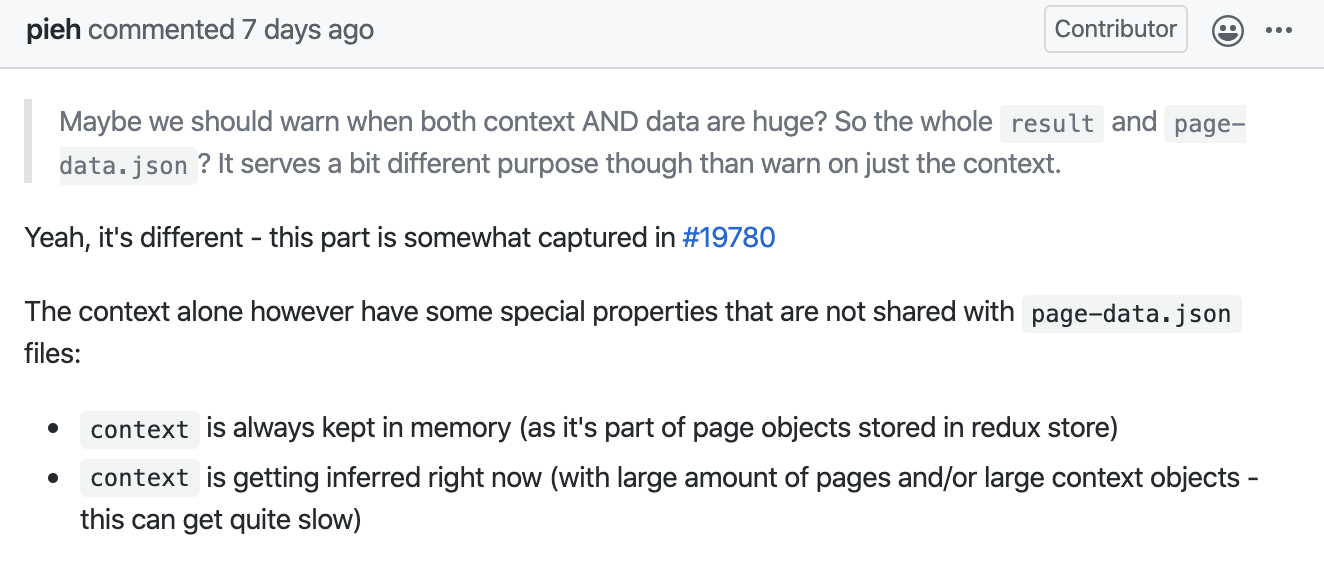 pieh commented 7 days ago
Contributor
Maybe we should warn when both context AND data are huge? So the whole result and page-
data.json ? It serves a bit different purpose though than warn on just the context.
Yeah, it's different - this part is somewhat captured in #19780
The context alone however have some special properties that are not shared with page-data.json
files:
• context is always kept in memory (as it's part of page objects stored in redux store)
• context is getting inferred right now (with large amount of pages and/or large context objects -
this can get quite slow)